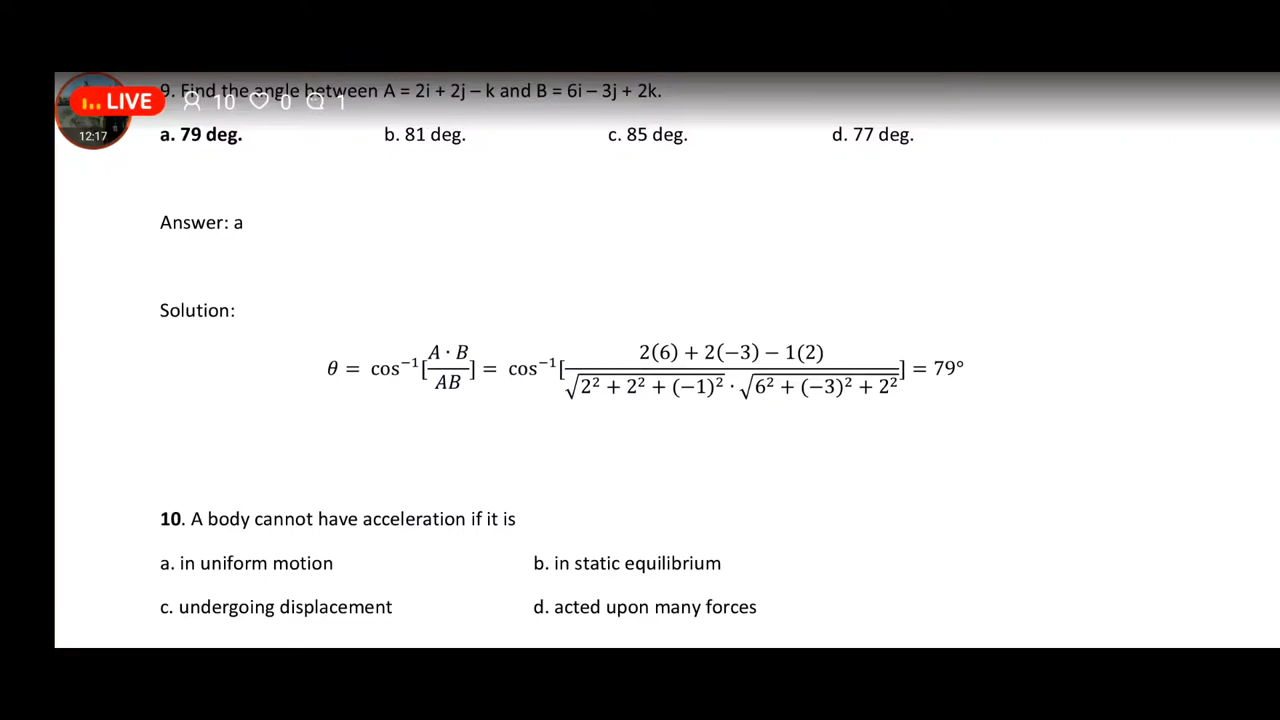 9. Find the angle between A = 2i + 2j – k and B = 6i – 3j + 2k.
LIVE 10 0 1
12:17
a. 79 deg. b. 81 deg. c. 85 deg. d. 77 deg.
Answer: a
Solution:
θ = cos⁻¹[A · B / AB] = cos⁻¹[2(6) + 2(−3) − 1(2) / √2² + 2² + (−1)² · √6² + (−3)² + 2²] = 79°
10. A body cannot have acceleration if it is
a. in uniform motion b. in static equilibrium
c. undergoing displacement d. acted upon many forces